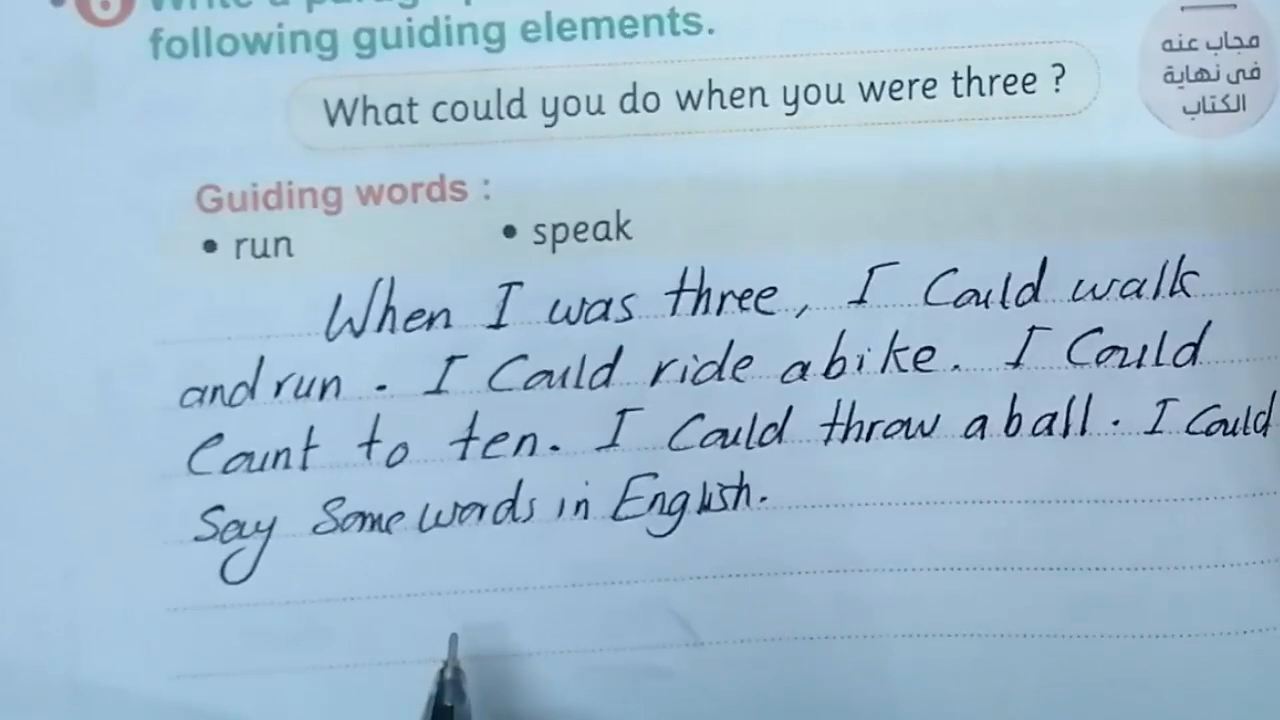 following guiding elements.
What could you do when you were three ?
مجاب عنه
فى نهاية
الكتاب
Guiding words :
• run • speak
When I was three, I Could walk
and run. I Could ride a bike. I Could
Count to ten. I Could throw a ball. I Could
Say Some words in English.